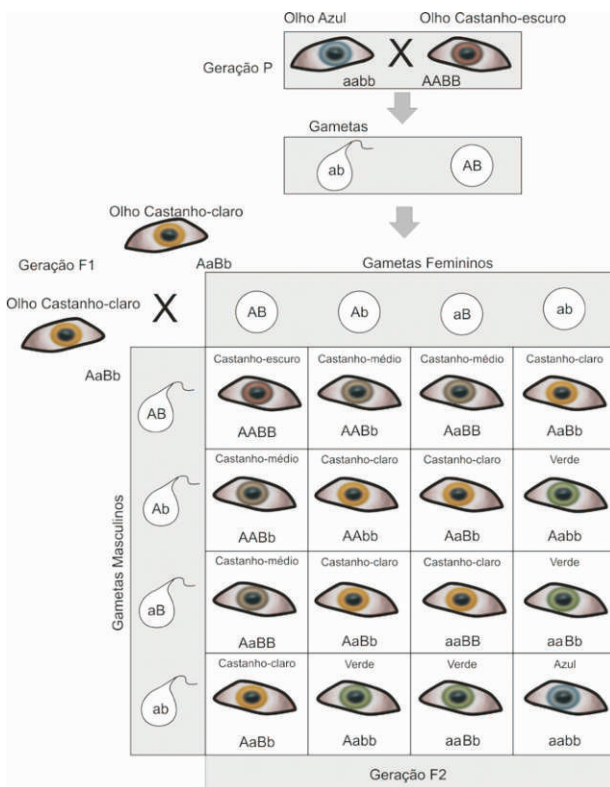 Olho Azul Olho Castanho-escuro
X
Geração P
aabb AABB
Gametas
ab AB
Olho Castanho-claro
Geração F1
AaBb
Gametas Femininos
Olho Castanho-claro
X
AB Ab aB ab
AaBb
Gametas Masculinos
Castanho-escuro Castanho-médio Castanho-médio Castanho-claro
AB
AABB AABb AaBB AaBb
Castanho-médio Castanho-claro Castanho-claro Verde
Ab
AABb AAbb AaBb Aabb
Castanho-médio Castanho-claro Castanho-claro Verde
aB
AaBB AaBb aaBB aaBb
Castanho-claro Verde Verde Azul
ab
AaBb Aabb aaBb aabb
Geração F2